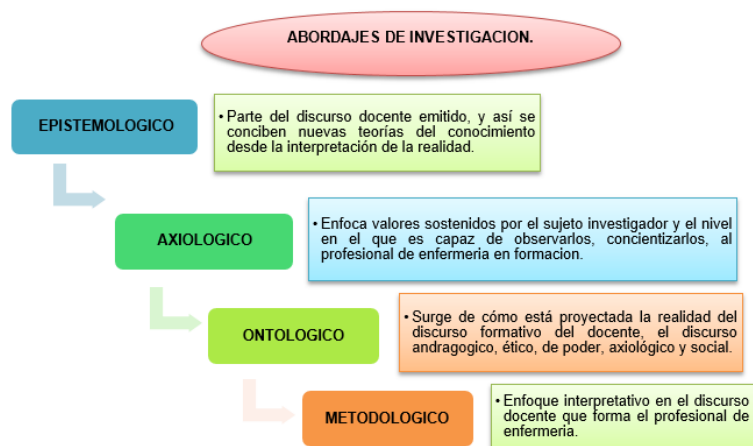 ABORDAJES DE INVESTIGACION.
EPISTEMOLOGICO
• Parte del discurso docente emitido, y así se
conciben nuevas teorías del conocimiento
desde la interpretación de la realidad.
AXIOLOGICO
• Enfoca valores sostenidos por el sujeto investigador y el nivel
en el que es capaz de observarlos, concientizarlos, al
profesional de enfermeria en formacion.
ONTOLOGICO
• Surge de cómo está proyectada la realidad del
discurso formativo del docente, el discurso
andragogico, ético, de poder, axiológico y social.
METODOLOGICO
• Enfoque interpretativo en el discurso
docente que forma el profesional de
enfermeria.